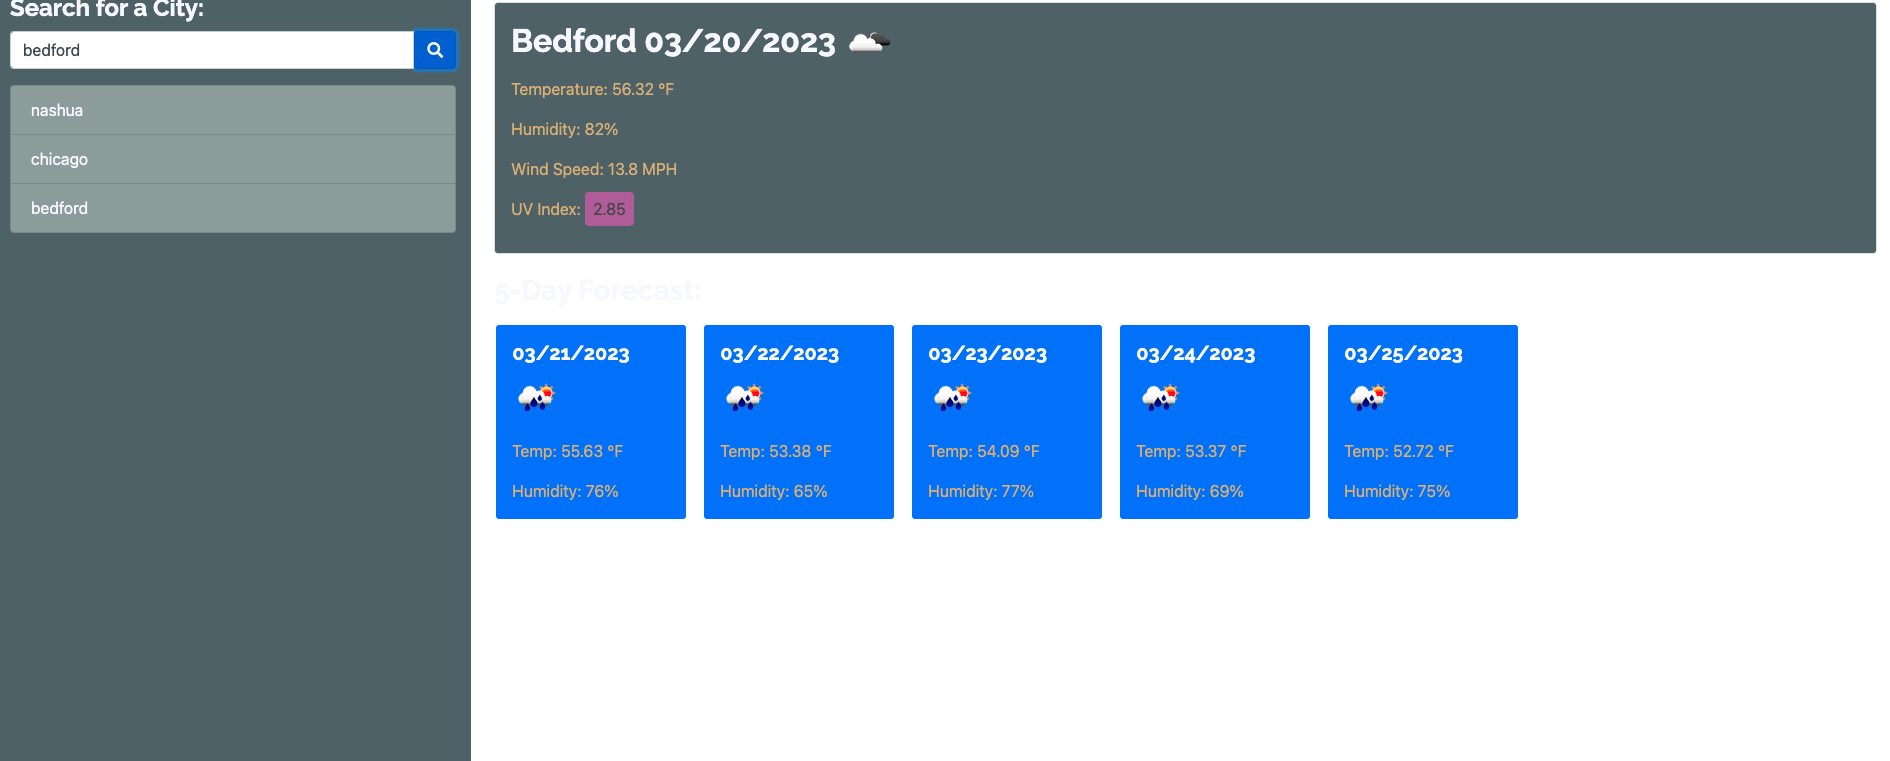 Search for a City:
bedford
nashua
chicago
bedford
Bedford 03/20/2023
Temperature: 56.32 °F
Humidity: 82%
Wind Speed: 13.8 MPH
UV Index: 2.85
5-Day Forecast:
03/21/2023
Temp: 55.63 °F
Humidity: 76%
03/22/2023
Temp: 53.38 °F
Humidity: 65%
03/23/2023
Temp: 54.09 °F
Humidity: 77%
03/24/2023
Temp: 53.37 °F
Humidity: 69%
03/25/2023
Temp: 52.72 °F
Humidity: 75%